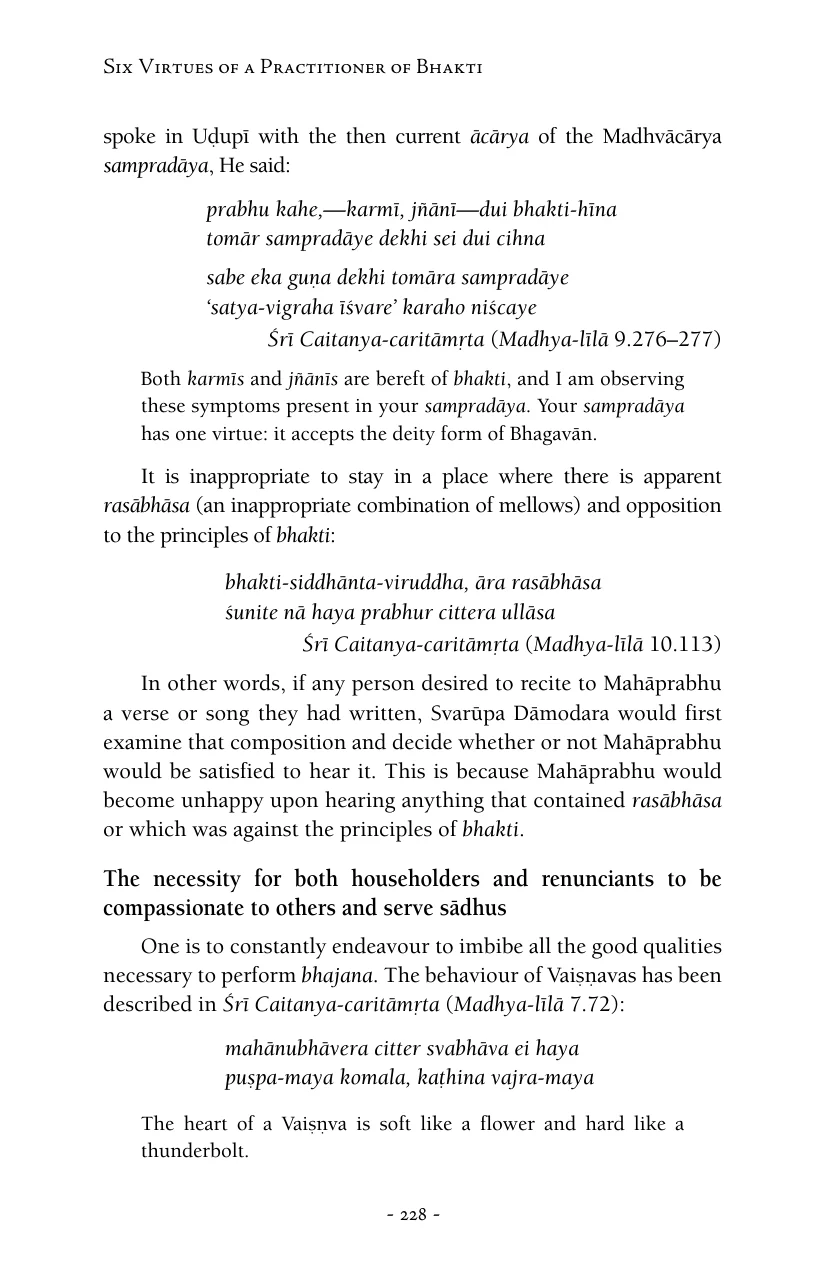 Six Virtues of a Practitioner of Bhakti
spoke in Uḍupī with the then current ācārya of the Madhvācārya
sampradāya, He said:
prabhu kahe,—karmī, jñānī—dui bhakti-hīna
tomār sampradāye dekhi sei dui cihna
sabe eka guṇa dekhi tomāra sampradāye
‘satya-vigraha īśvare’ karaho niścaye
Śrī Caitanya-caritāmṛta (Madhya-līlā 9.276–277)
Both karmīs and jñānīs are bereft of bhakti, and I am observing
these symptoms present in your sampradāya. Your sampradāya
has one virtue: it accepts the deity form of Bhagavān.
It is inappropriate to stay in a place where there is apparent
rasābhāsa (an inappropriate combination of mellows) and opposition
to the principles of bhakti:
bhakti-siddhānta-viruddha, āra rasābhāsa
śunite nā haya prabhur cittera ullāsa
Śrī Caitanya-caritāmṛta (Madhya-līlā 10.113)
In other words, if any person desired to recite to Mahāprabhu
a verse or song they had written, Svarūpa Dāmodara would first
examine that composition and decide whether or not Mahāprabhu
would be satisfied to hear it. This is because Mahāprabhu would
become unhappy upon hearing anything that contained rasābhāsa
or which was against the principles of bhakti.
The necessity for both householders and renunciants to be
compassionate to others and serve sādhus
One is to constantly endeavour to imbibe all the good qualities
necessary to perform bhajana. The behaviour of Vaiṣṇavas has been
described in Śrī Caitanya-caritāmṛta (Madhya-līlā 7.72):
mahānubhāvera citter svabhāva ei haya
puṣpa-maya komala, kaṭhina vajra-maya
The heart of a Vaiṣṇva is soft like a flower and hard like a
thunderbolt.
- 228 -